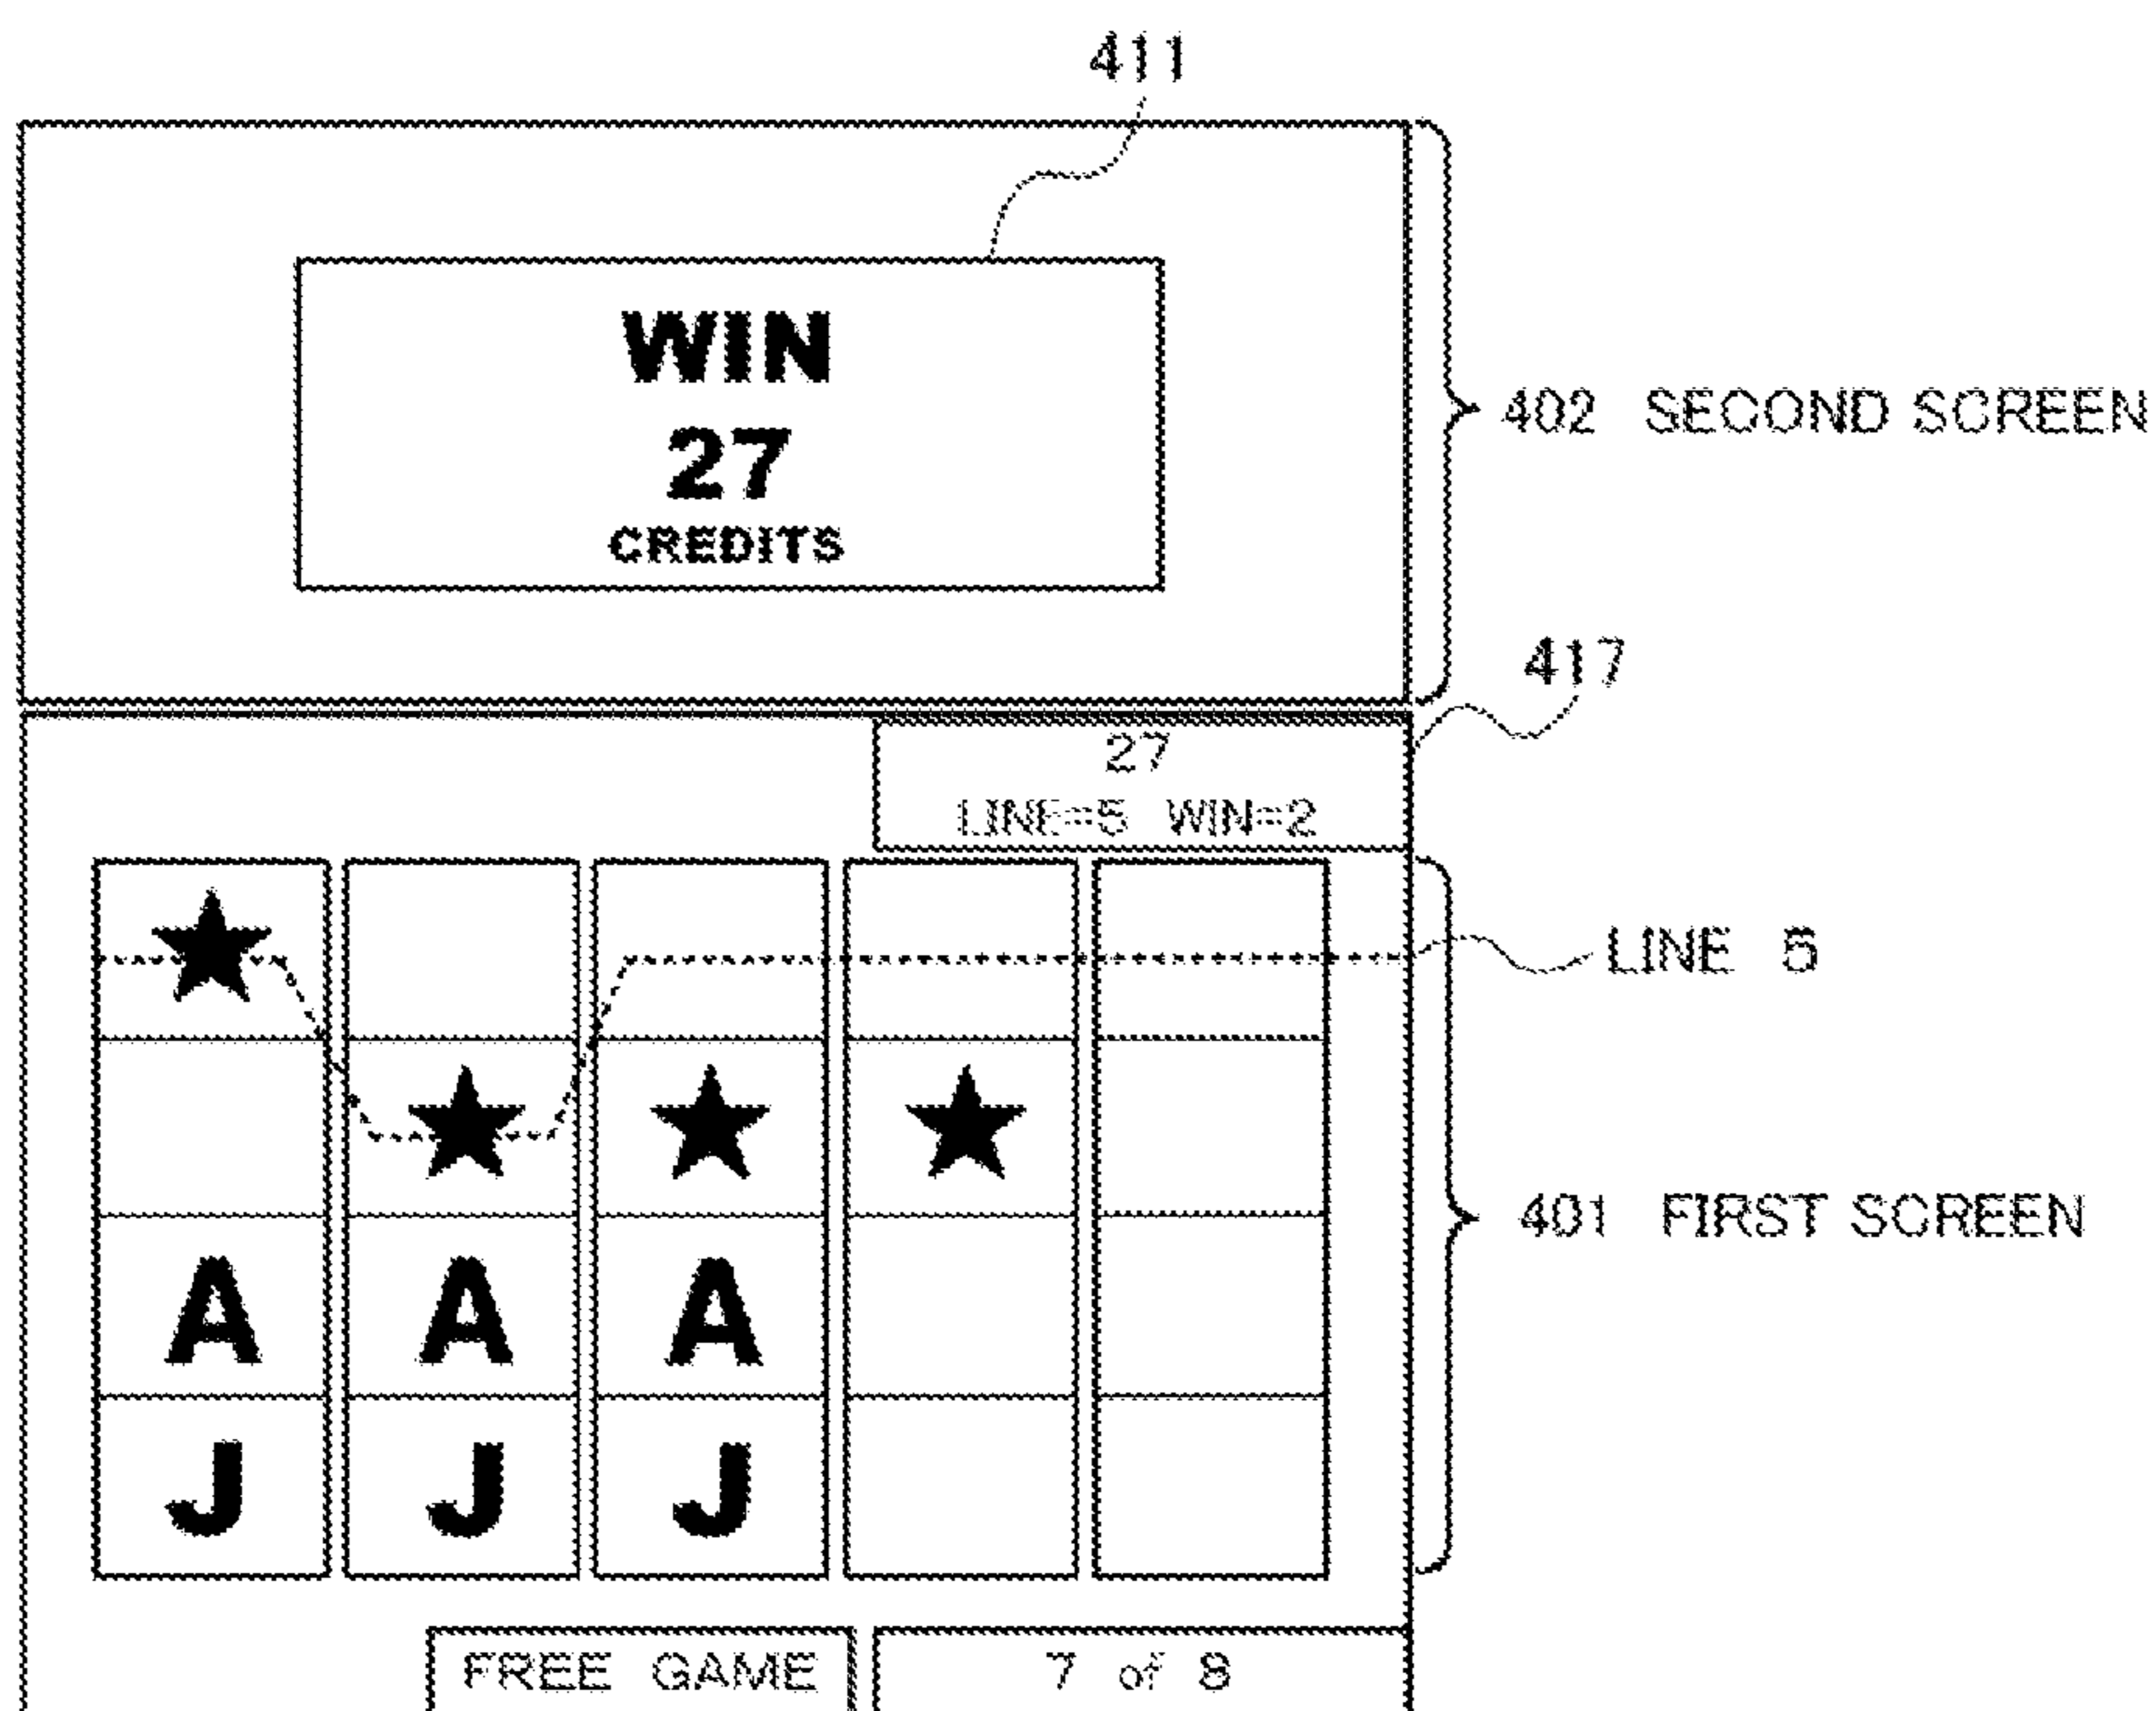 411
WIN
27
CREDITS
402 SECOND SCREEN
417
27
LINE=5 WIN=2
LINE 5
401 FIRST SCREEN
A A A
J J J
FREE GAME 7 of 8